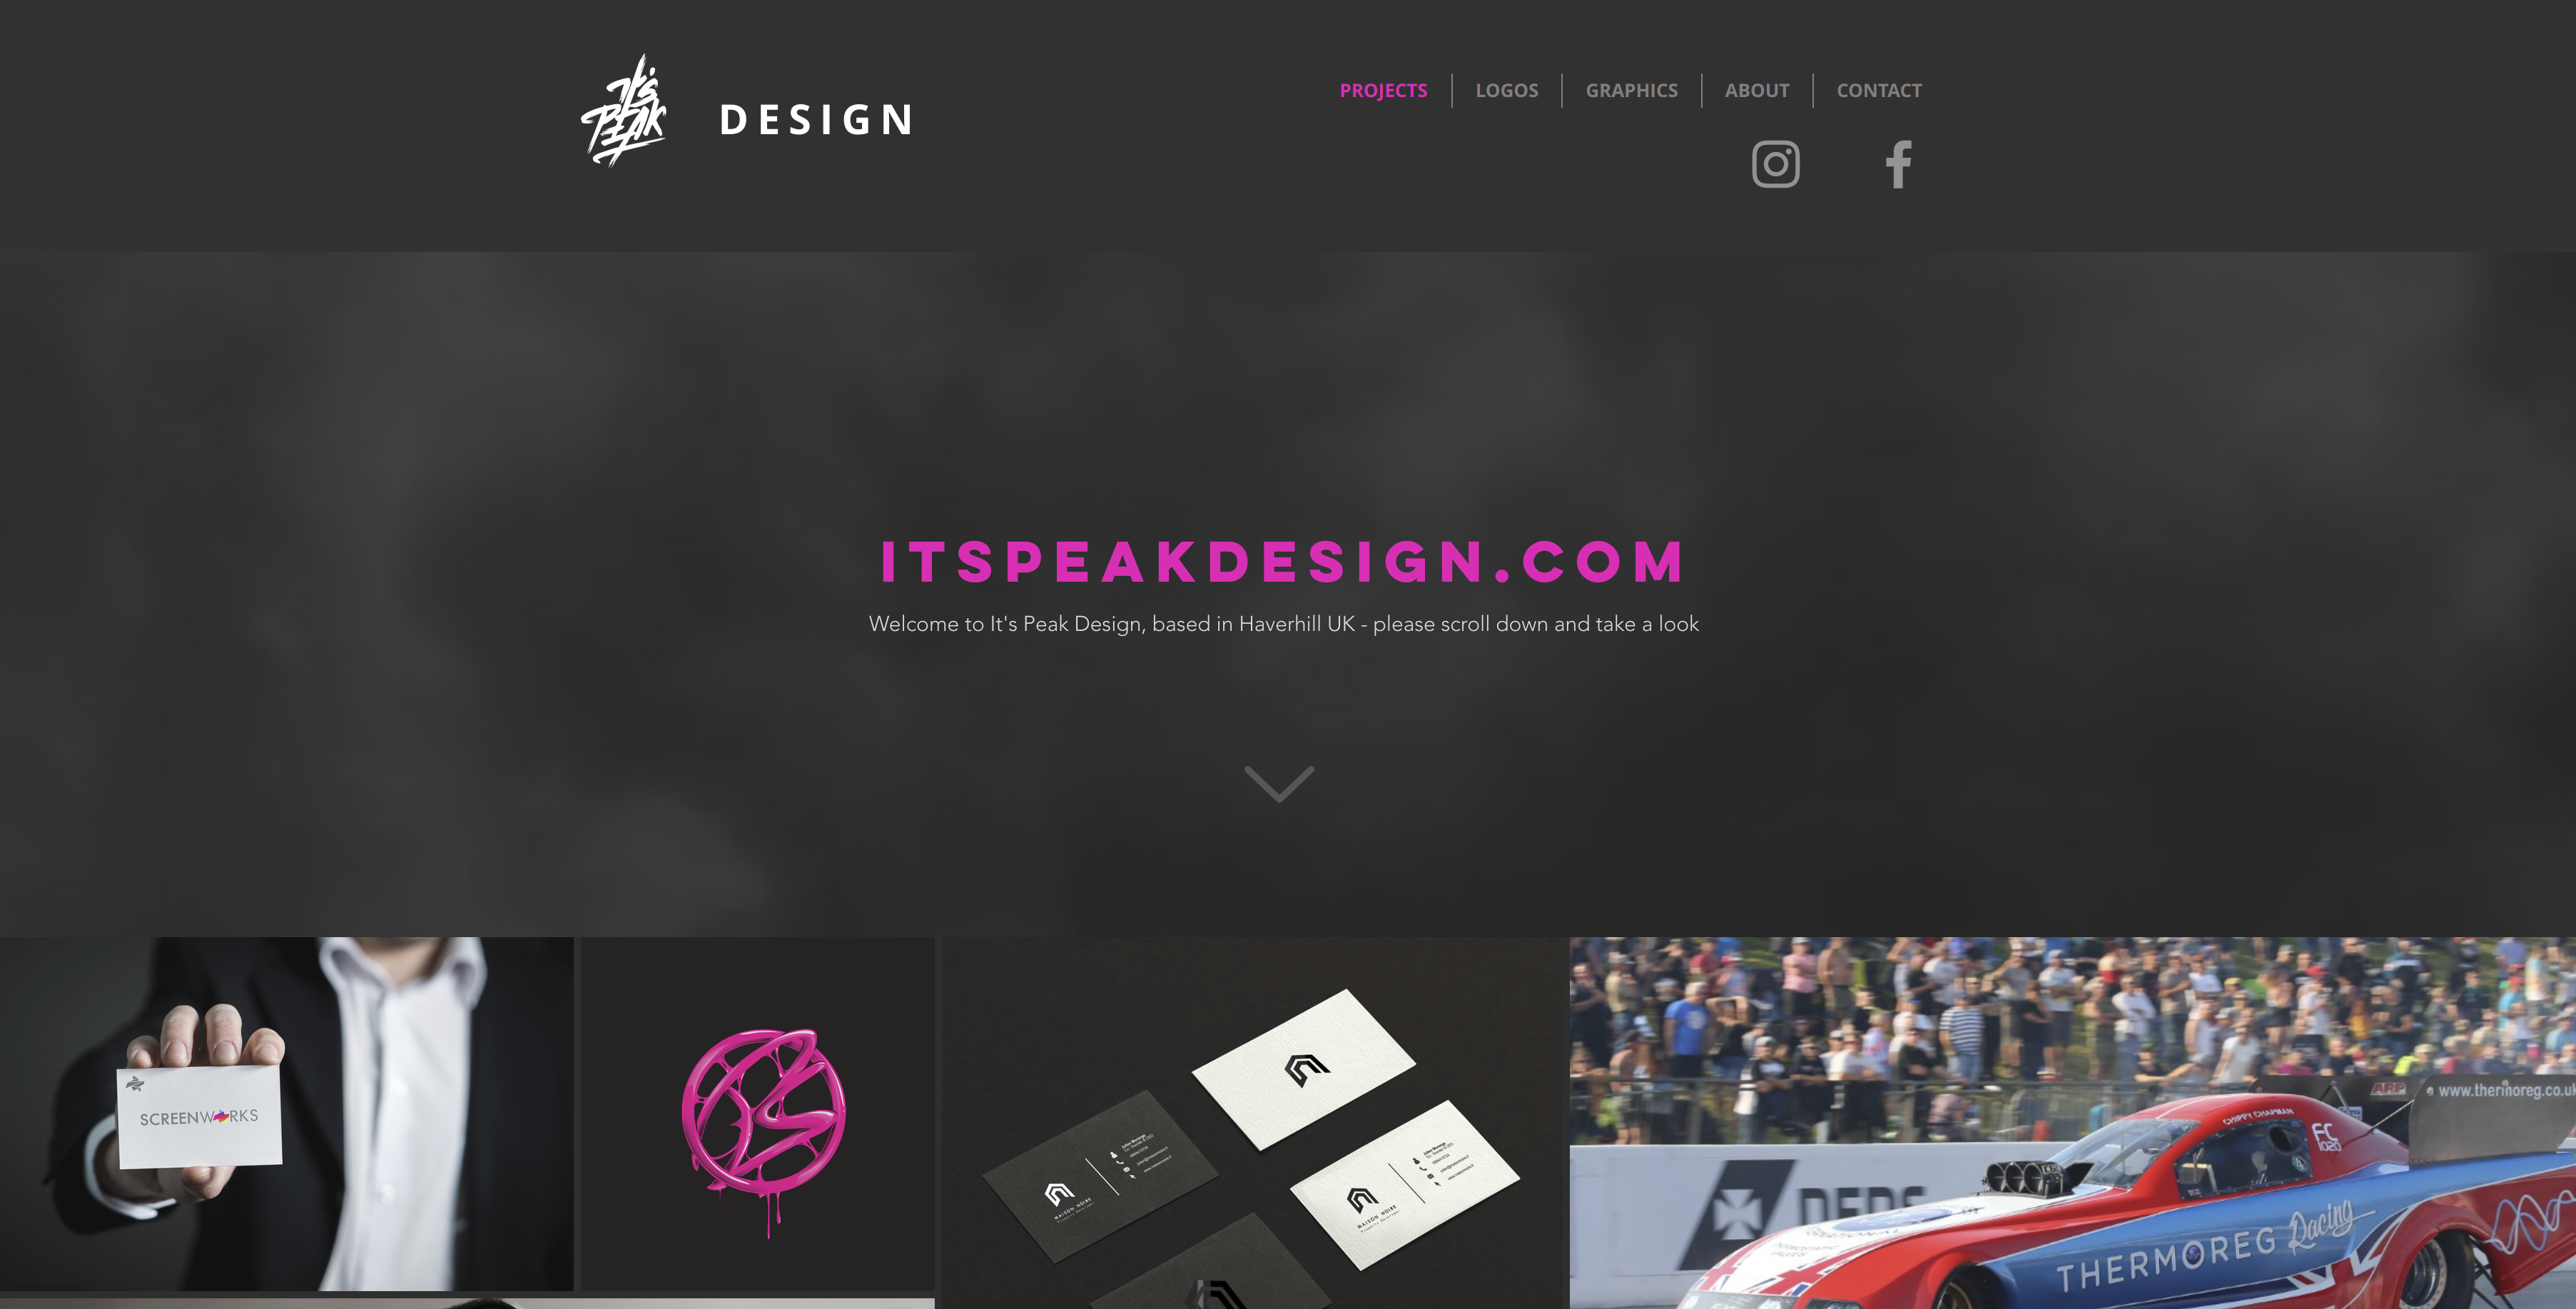 It's
PEAK
DESIGN
PROJECTS
LOGOS
GRAPHICS
ABOUT
CONTACT
ITSPEAKDESIGN.COM
Welcome to It's Peak Design, based in Haverhill UK - please scroll down and take a look
SCREENWORKS
MAISON NOIRE
MAISON NOIRE
ARP
www.thermoreg.co.uk
CHIPPY CHAPMAN
FC
1020
THERMOREG Racing